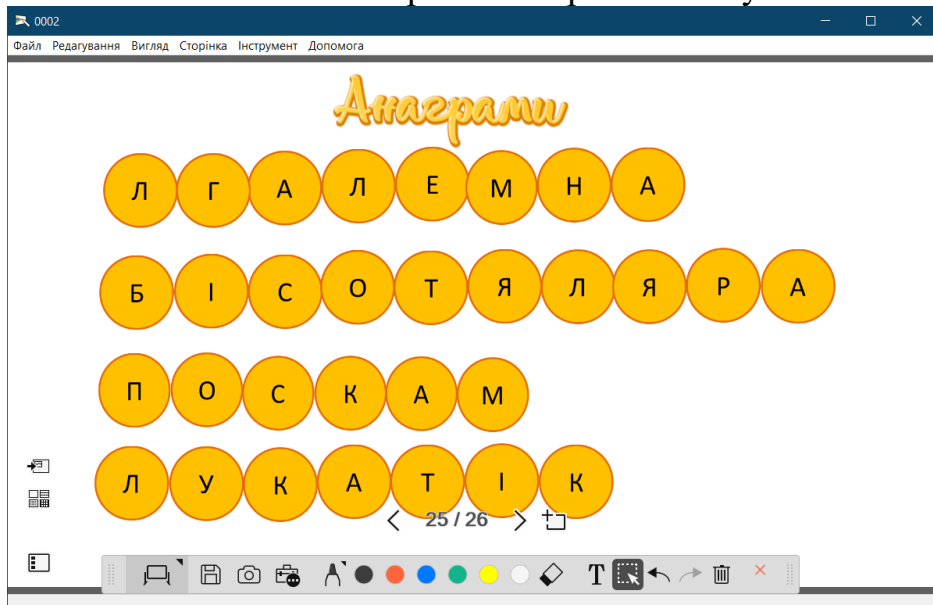 0002
Файл Редагування Вигляд Сторінка Інструмент Допомога
Анаграми
Л Г А Л Е М Н А
Б І С О Т Я Л Я Р А
П О С К А М
Л У К А Т І К
25 / 26
T